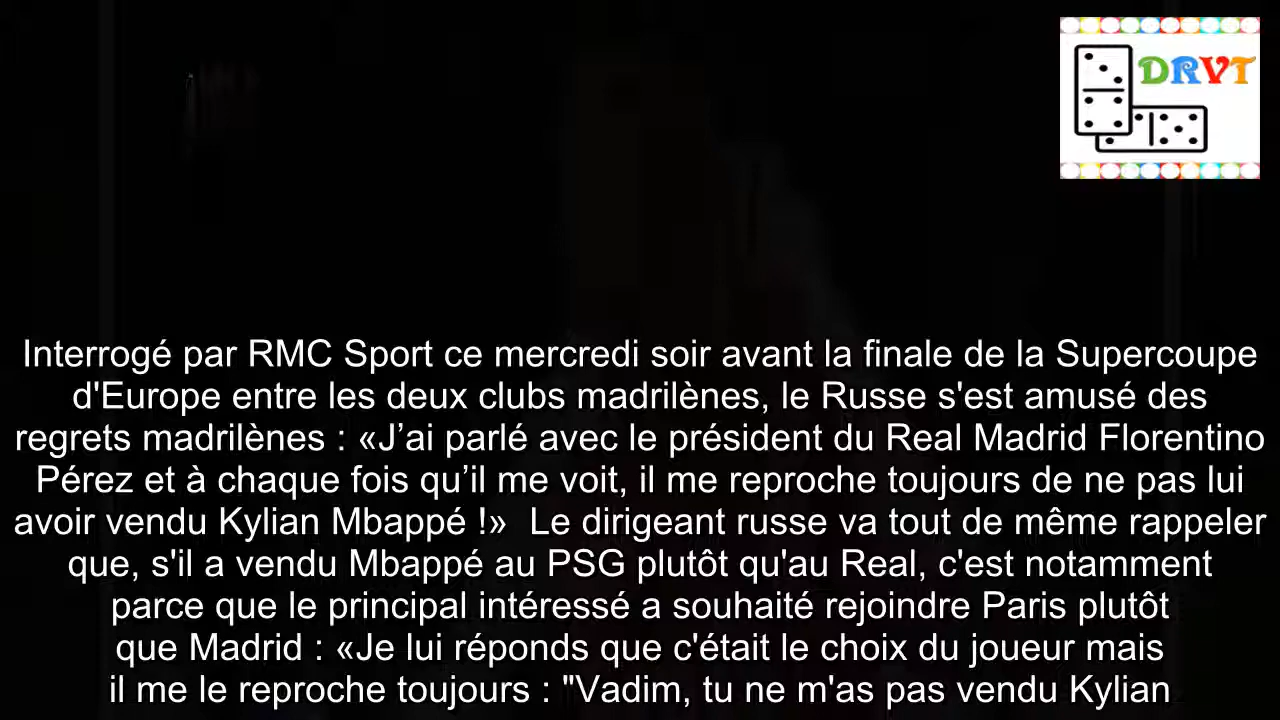 DRVT
Interrogé par RMC Sport ce mercredi soir avant la finale de la Supercoupe
d'Europe entre les deux clubs madrilènes, le Russe s'est amusé des
regrets madrilènes : «J’ai parlé avec le président du Real Madrid Florentino
Pérez et à chaque fois qu’il me voit, il me reproche toujours de ne pas lui
avoir vendu Kylian Mbappé !»  Le dirigeant russe va tout de même rappeler
que, s'il a vendu Mbappé au PSG plutôt qu'au Real, c'est notamment
parce que le principal intéressé a souhaité rejoindre Paris plutôt
que Madrid : «Je lui réponds que c'était le choix du joueur mais
il me le reproche toujours : "Vadim, tu ne m'as pas vendu Kylian